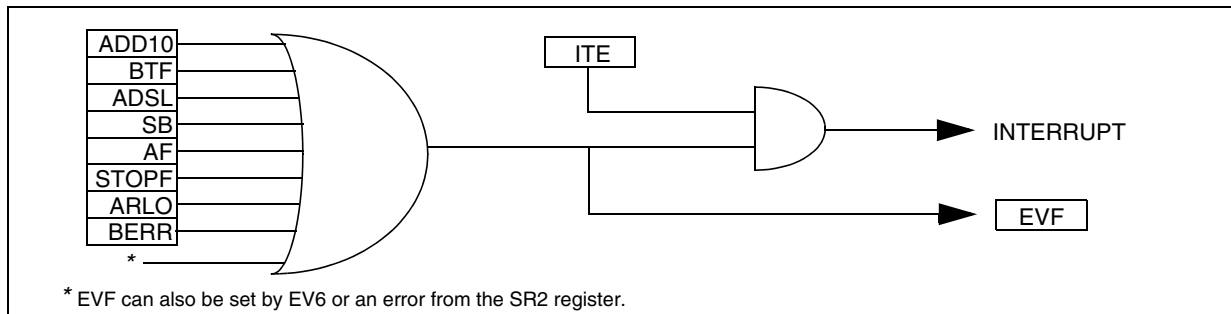 ADD10
BTF
ADSL
SB
AF
STOPF
ARLO
BERR
*
ITE
INTERRUPT
EVF
* EVF can also be set by EV6 or an error from the SR2 register.